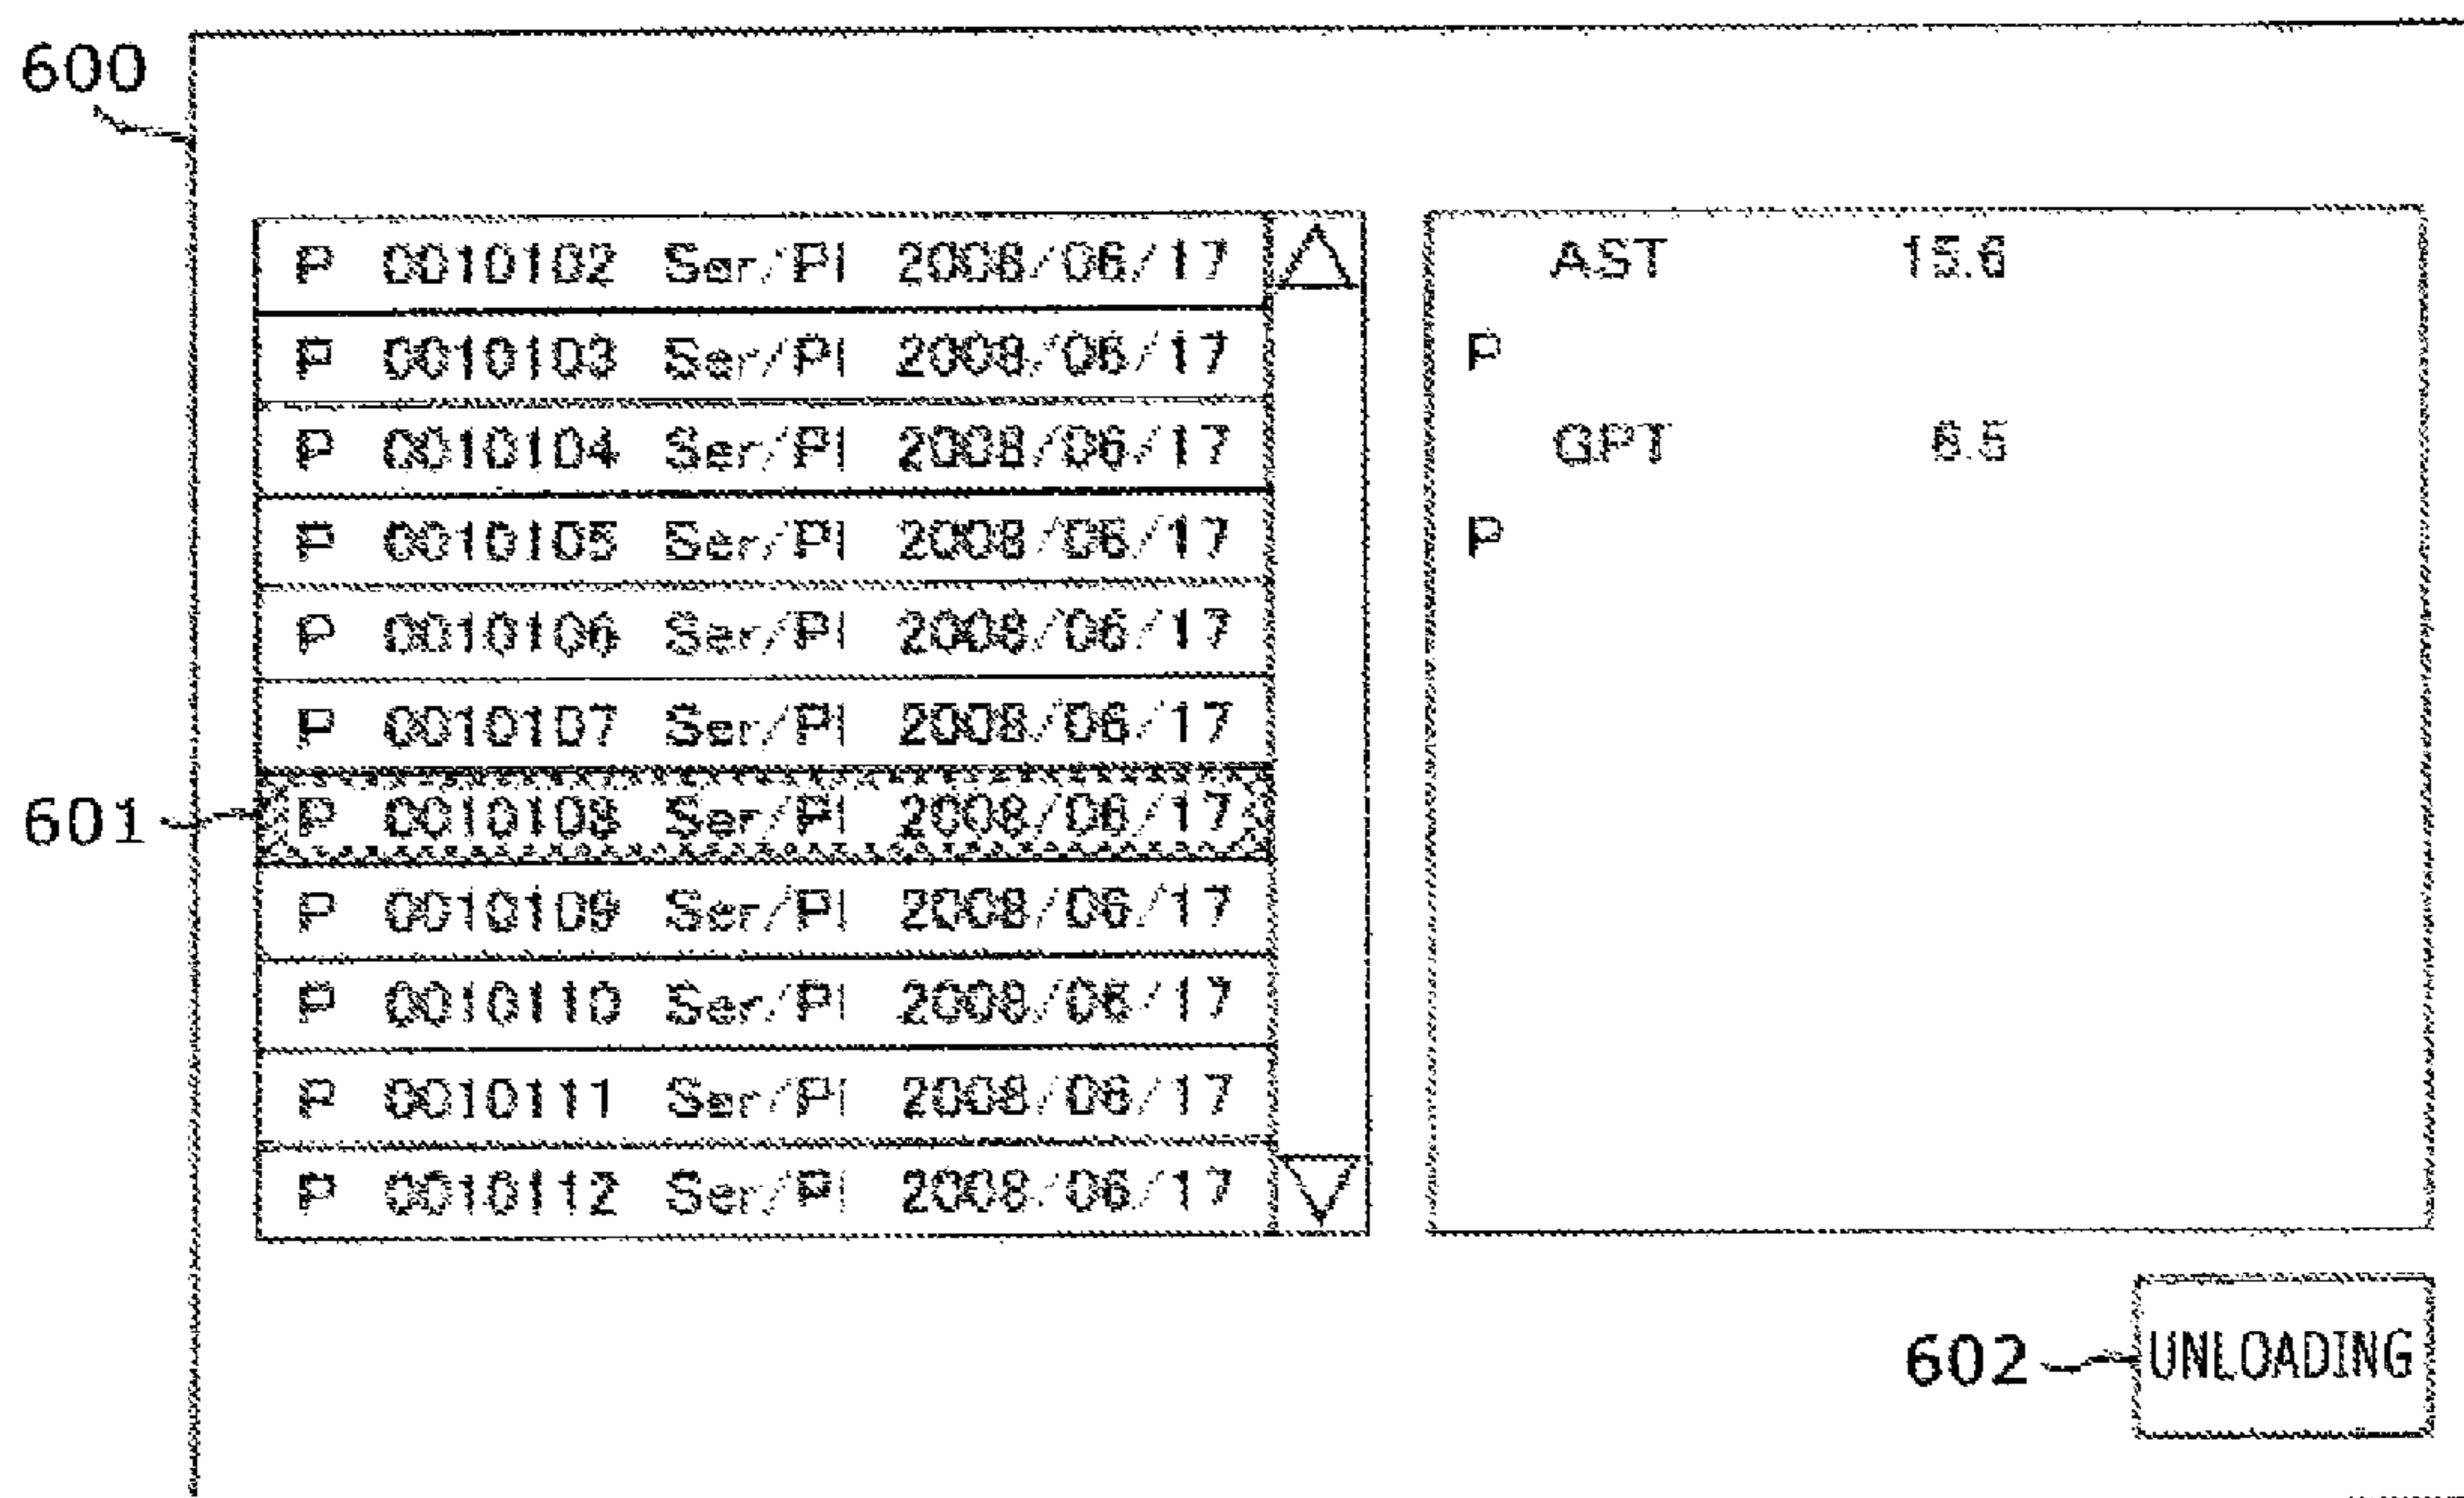 600
P 0010102 Ser/Pl 2008/06/17
P 0010103 Ser/Pl 2008/06/17
P 0010104 Ser/Pl 2008/06/17
P 0010105 Ser/Pl 2008/06/17
P 0010106 Ser/Pl 2008/06/17
P 0010107 Ser/Pl 2008/06/17
601 P 0010108 Ser/Pl 2008/06/17
P 0010109 Ser/Pl 2008/06/17
P 0010110 Ser/Pl 2008/06/17
P 0010111 Ser/Pl 2008/06/17
P 0010112 Ser/Pl 2008/06/17
AST 15.6
P
GPT
P
602 UNLOADING